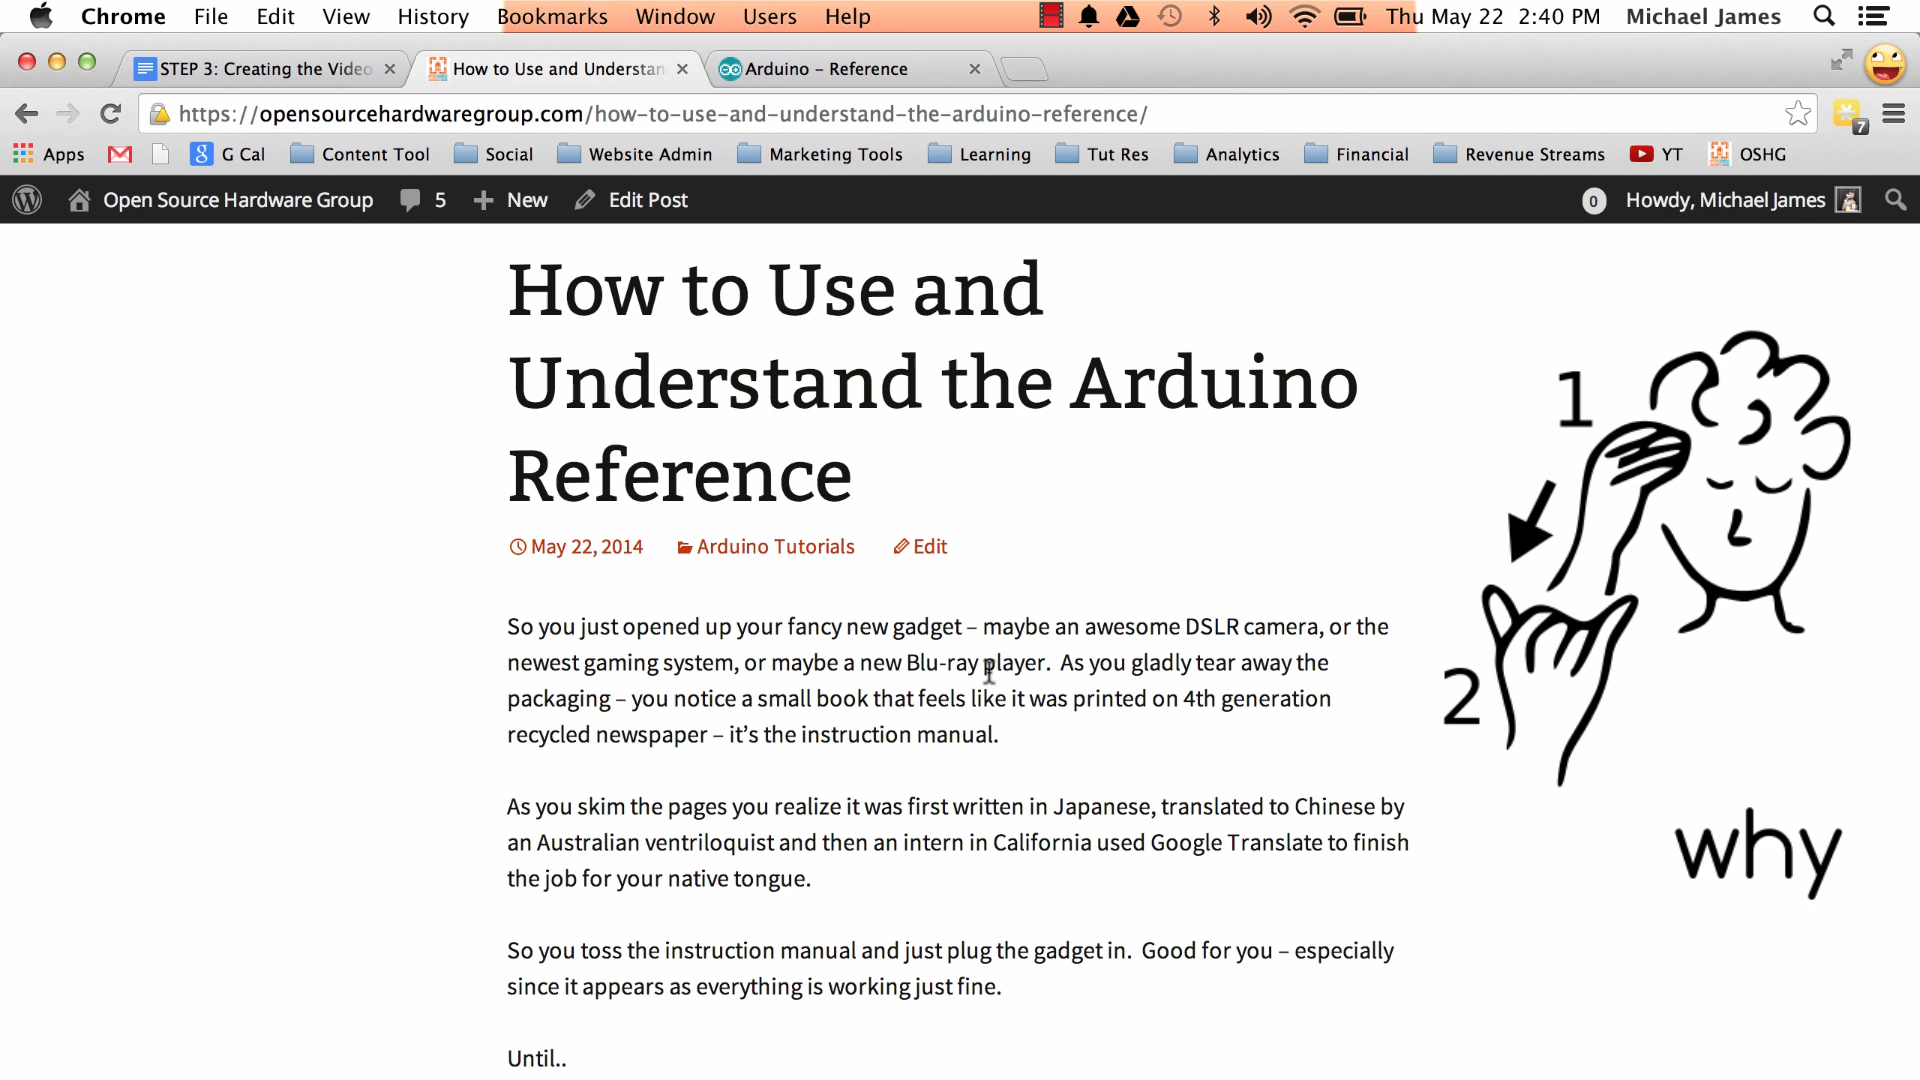 Chrome File Edit View History Bookmarks Window Users Help Thu May 22 2:40 PM Michael James
STEP 3: Creating the Video How to Use and Understan Arduino – Reference
https://opensourcehardwaregroup.com/how-to-use-and-understand-the-arduino-reference/
7
Apps G Cal Content Tool Social Website Admin Marketing Tools Learning Tut Res Analytics Financial Revenue Streams YT OSHG
Open Source Hardware Group 5 New Edit Post 0 Howdy, Michael James
How to Use and
Understand the Arduino
Reference
May 22, 2014 Arduino Tutorials Edit
So you just opened up your fancy new gadget – maybe an awesome DSLR camera, or the
newest gaming system, or maybe a new Blu-ray player. As you gladly tear away the
packaging – you notice a small book that feels like it was printed on 4th generation
recycled newspaper – it’s the instruction manual.
As you skim the pages you realize it was first written in Japanese, translated to Chinese by
an Australian ventriloquist and then an intern in California used Google Translate to finish
the job for your native tongue.
So you toss the instruction manual and just plug the gadget in. Good for you – especially
since it appears as everything is working just fine.
Until..
1
2
why